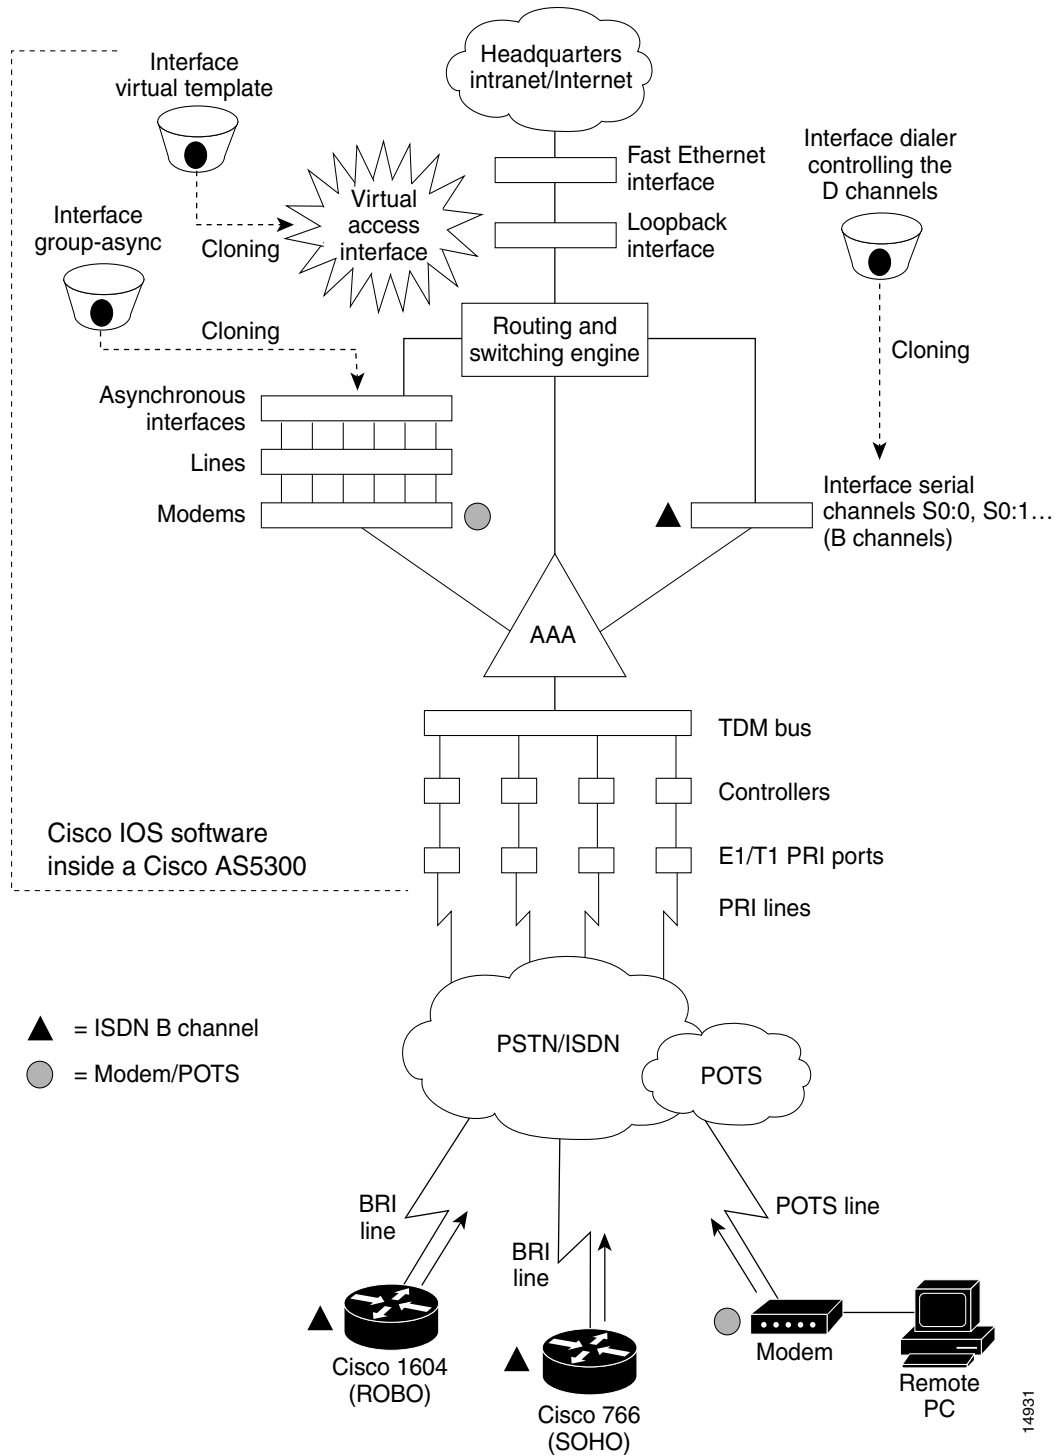 Headquarters
intranet/Internet
Interface
virtual template
Fast Ethernet
interface
Interface dialer
controlling the
D channels
Virtual
access
interface
Interface
group-async
Cloning
Loopback
interface
Cloning
Routing and
switching engine
Cloning
Asynchronous
interfaces
Lines
Modems
Interface serial
channels S0:0, S0:1…
(B channels)
AAA
TDM bus
Controllers
Cisco IOS software
inside a Cisco AS5300
E1/T1 PRI ports
PRI lines
= ISDN B channel
= Modem/POTS
PSTN/ISDN
POTS
BRI
line
BRI
line
POTS line
Cisco 1604
(ROBO)
Cisco 766
(SOHO)
Modem
Remote
PC
14931